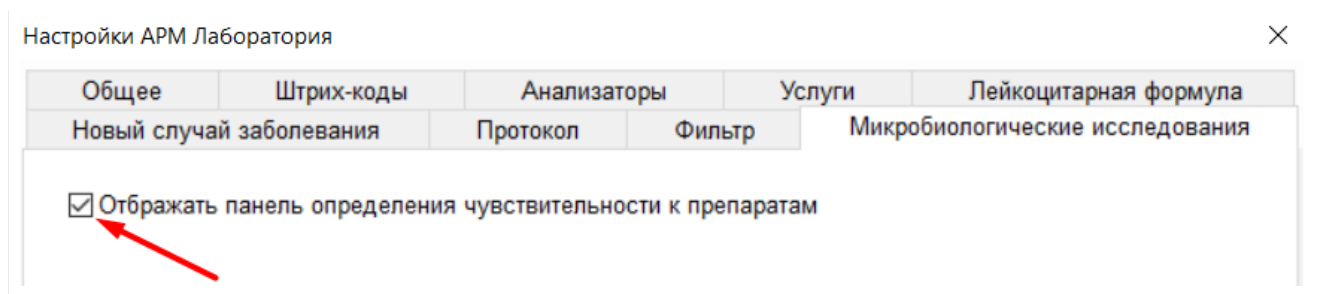 Настройки АРМ Лаборатория
Общее Штрих-коды Анализаторы Услуги Лейкоцитарная формула
Новый случай заболевания Протокол Фильтр Микробиологические исследования
Отбражать панель определения чувствительности к препаратам